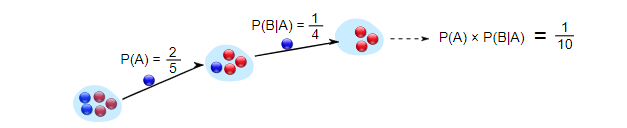 P(B|A) = 1/4
P(A) = 2/5
P(A) × P(B|A) = 1/10